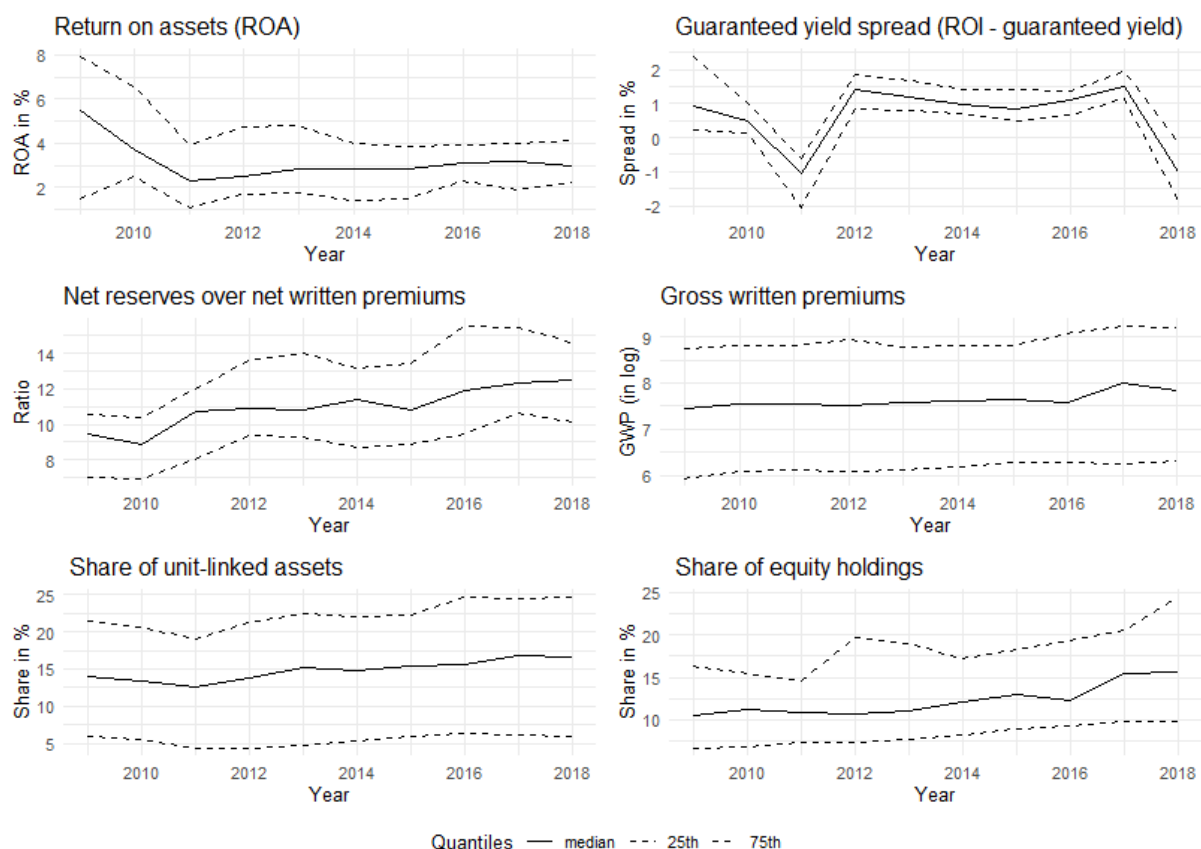 Return on assets (ROA)
8
6
4
2
ROA in %
2010 2012 2014 2016 2018
Year
Guaranteed yield spread (ROI - guaranteed yield)
2
1
0
-1
-2
Spread in %
2010 2012 2014 2016 2018
Year
Net reserves over net written premiums
14
12
10
8
Ratio
2010 2012 2014 2016 2018
Year
Gross written premiums
9
8
7
6
GWP (in log)
2010 2012 2014 2016 2018
Year
Share of unit-linked assets
25
20
15
10
5
Share in %
2010 2012 2014 2016 2018
Year
Share of equity holdings
25
20
15
10
Share in %
2010 2012 2014 2016 2018
Year
Quantiles median 25th 75th